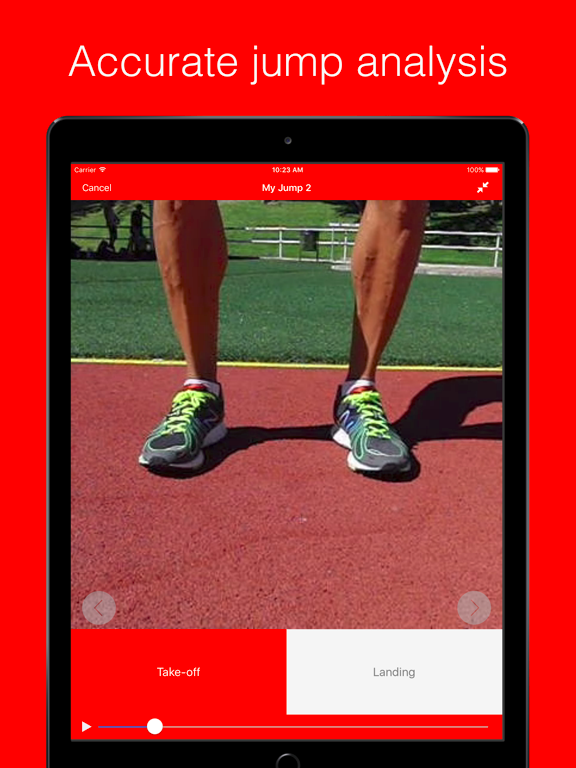 Accurate jump analysis
Carrier 10:23 AM 100%
Cancel My Jump 2
Take-off Landing